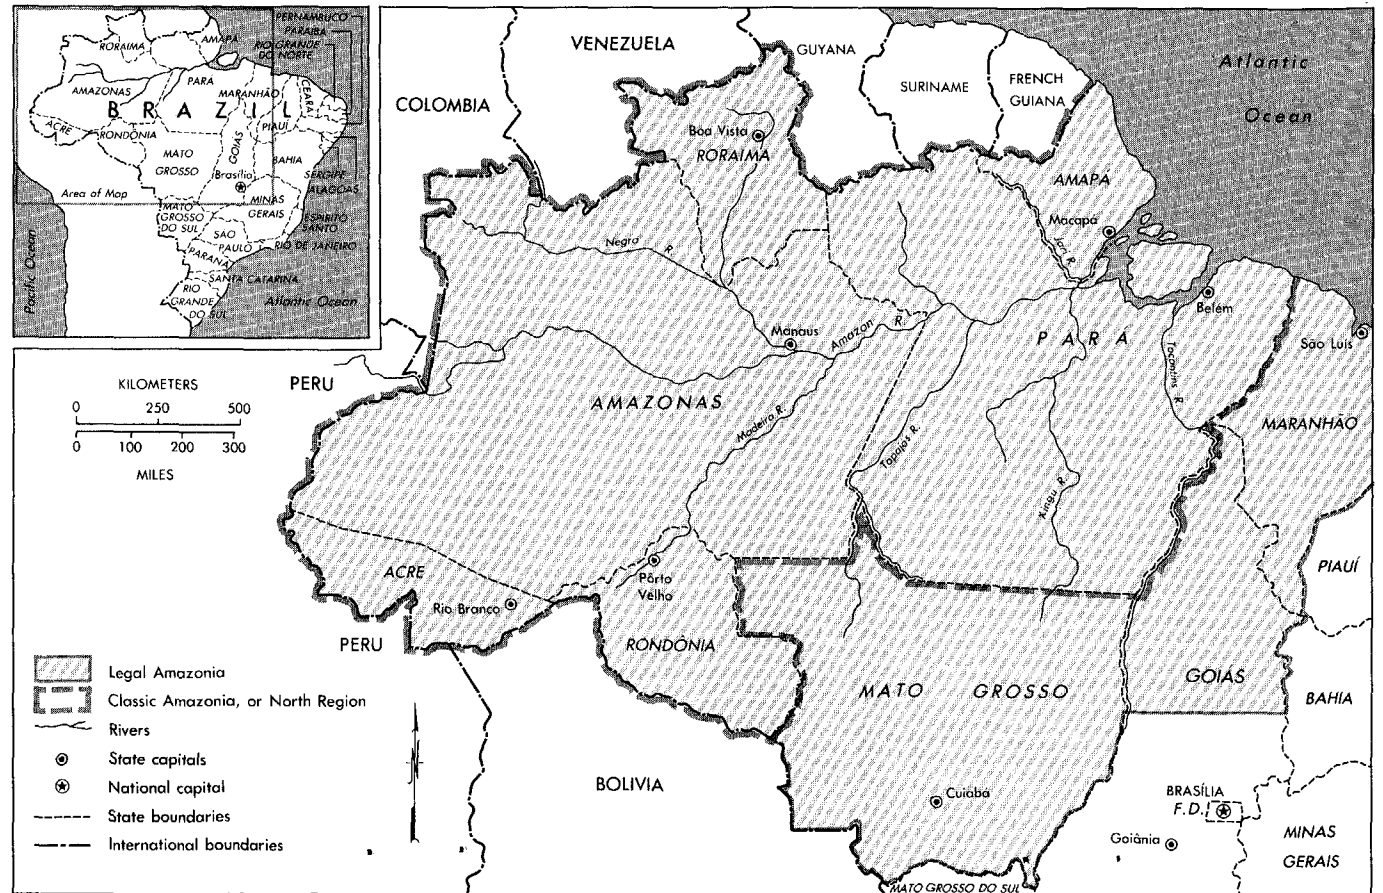 PERNAMBUCO
PARAIBA
RIO GRANDE
DO NORTE
AMAPÁ
RORAIMA
PARÁ
AMAZONAS
MARANHÃO
CEARÁ
BRAZIL
ACRE
RONDÔNIA
PIAUÍ
MATO
GROSSO
GOIÁS
BAHIA
Brasília
SERGIPE
ALAGOAS
Area of Map
MINAS
GERAIS
MATO
GROSSO
DO SUL
ESPIRITO
SANTO
SÃO
PAULO
RIO DE JANEIRO
PARANÁ
SANTA CATARINA
RIO
GRANDE
DO SUL
Atlantic Ocean
Pacific Ocean
VENEZUELA
GUYANA
SURINAME
FRENCH
GUIANA
Atlantic
Ocean
COLOMBIA
Boa Vista
RORAIMA
AMAPÁ
Macapá
Jari R.
Negro R.
Belém
Manaus
Amazon R.
PARÁ
São Luís
Tocantins R.
PERU
KILOMETERS
0 250 500
0 100 200 300
MILES
AMAZONAS
Madeira R.
Tapajos R.
MARANHÃO
Xingu R.
ACRE
Rio Branco
Pôrto
Velho
PIAUÍ
PERU
RONDÔNIA
MATO GROSSO
GOIÁS
BAHIA
Legal Amazonia
Classic Amazonia, or North Region
Rivers
State capitals
National capital
State boundaries
International boundaries
BOLIVIA
Cuiabá
BRASÍLIA
F.D.
Goiânia
MINAS
GERAIS
MATO GROSSO DO SUL